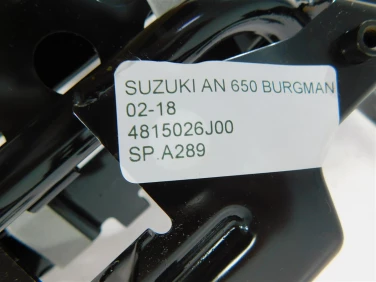 SUZUKI AN 650 BURGMAN
02-18
4815026J00
SP.A289